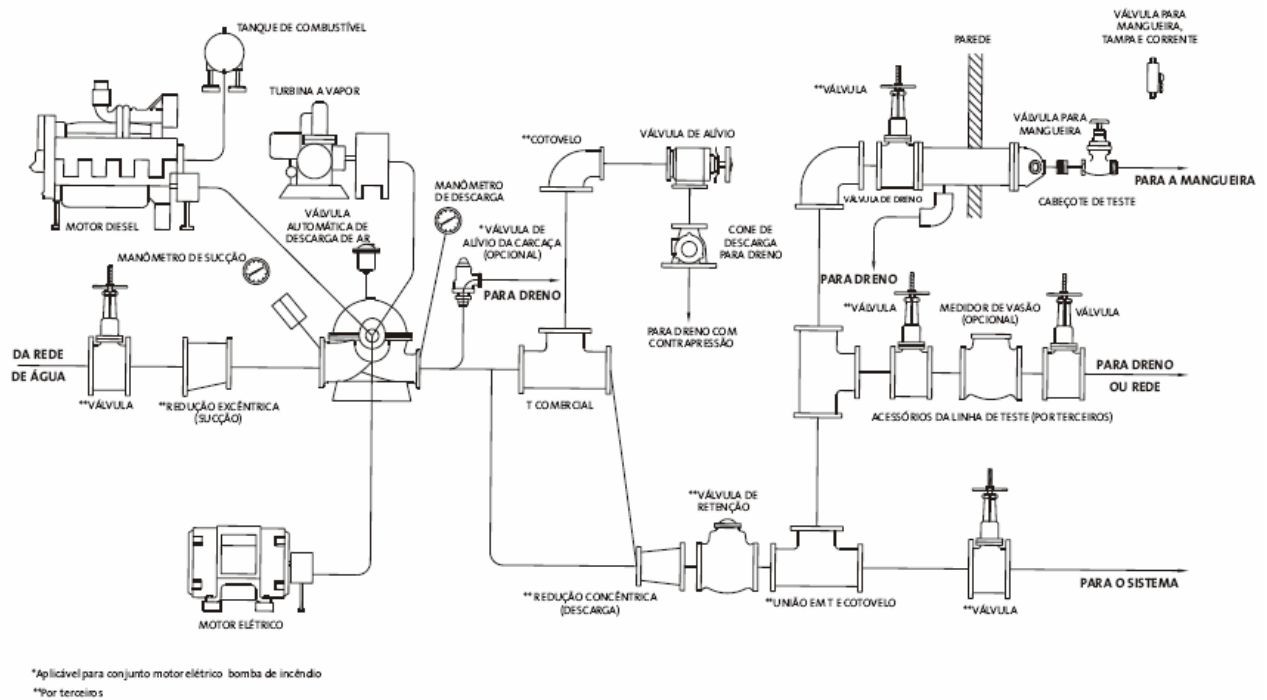 TANQUE DE COMBUSTÍVEL
TURBINA A VAPOR
MOTOR DIESEL
VÁLVULA
AUTOMÁTICA DE
DESCARGA DE AR
MANÔMETRO DE SUCÇÃO
MANÔMETRO
DE DESCARGA
*VÁLVULA DE
ALÍVIO DA CARCAÇA
(OPCIONAL)
PARA DRENO
**COTOVELO
VÁLVULA DE ALÍVIO
CONE DE
DESCARGA
PARA DRENO
PARA DRENO COM
CONTRAPRESSÃO
**VÁLVULA
PAREDE
VÁLVULA PARA
MANGUEIRA,
TAMPA E CORRENTE
VÁLVULA PARA
MANGUEIRA
PARA A MANGUEIRA
CABEÇOTE DE TESTE
VÁLVULA DE DRENO
PARA DRENO
**VÁLVULA
MEDIDOR DE VASÃO
(OPCIONAL)
VÁLVULA
PARA DRENO
OU REDE
ACESSÓRIOS DA LINHA DE TESTE (POR TERCEIROS)
DA REDE
DE ÁGUA
**VÁLVULA
**REDUÇÃO EXCÊNTRICA
(SUCÇÃO)
T COMERCIAL
**VÁLVULA DE
RETENÇÃO
**REDUÇÃO CONCÊNTRICA
(DESCARGA)
**UNIÃO EM T E COTOVELO
**VÁLVULA
PARA O SISTEMA
MOTOR ELÉTRICO
*Aplicável para conjunto motor elétrico bomba de incêndio
**Por terceiros